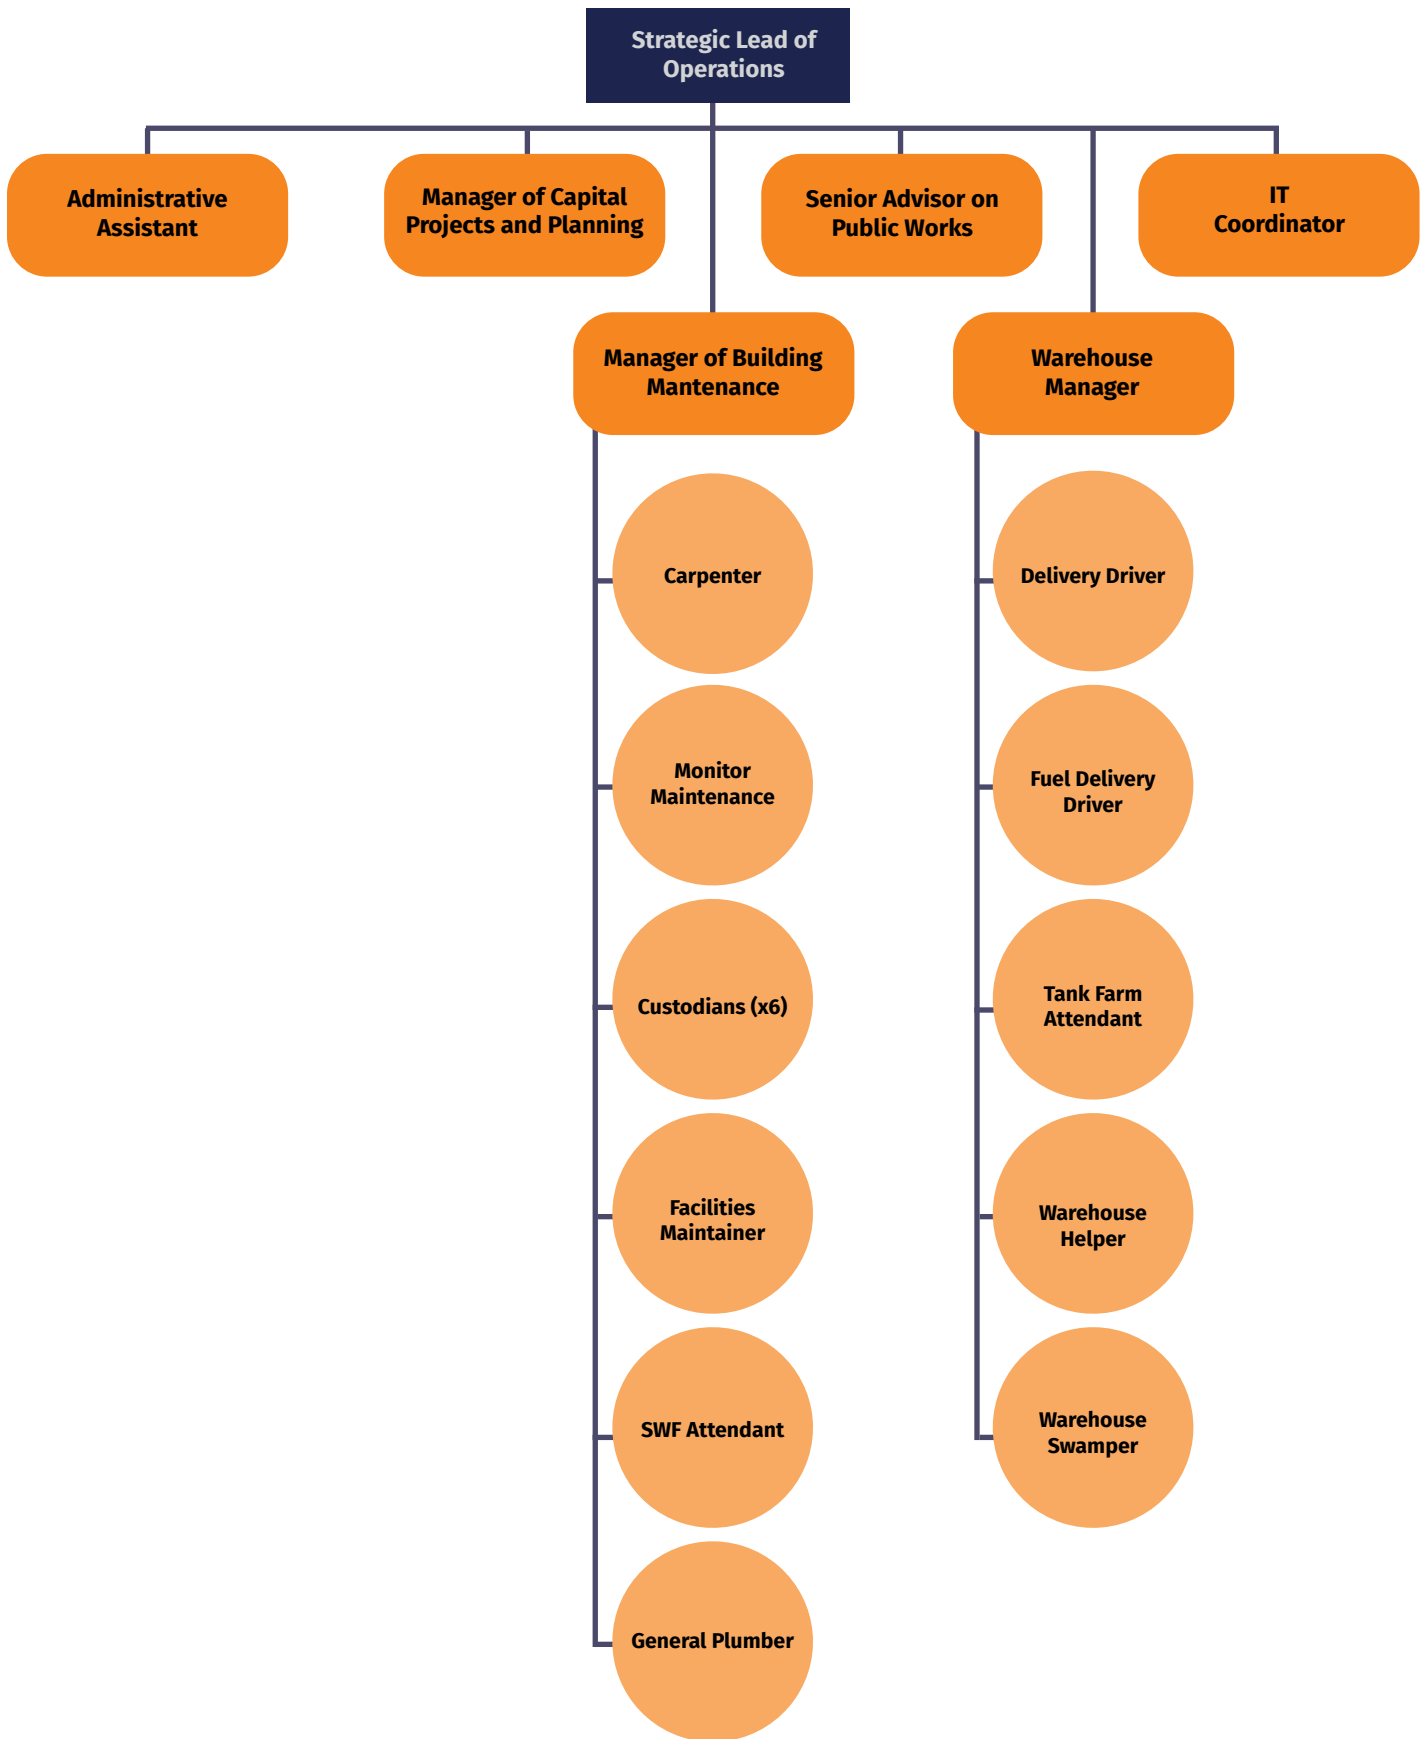 Strategic Lead of
Operations
Administrative
Assistant
Manager of Capital
Projects and Planning
Senior Advisor on
Public Works
IT
Coordinator
Manager of Building
Mantenance
Warehouse
Manager
Carpenter
Monitor
Maintenance
Custodians (x6)
Facilities
Maintainer
SWF Attendant
General Plumber
Delivery Driver
Fuel Delivery
Driver
Tank Farm
Attendant
Warehouse
Helper
Warehouse
Swamper